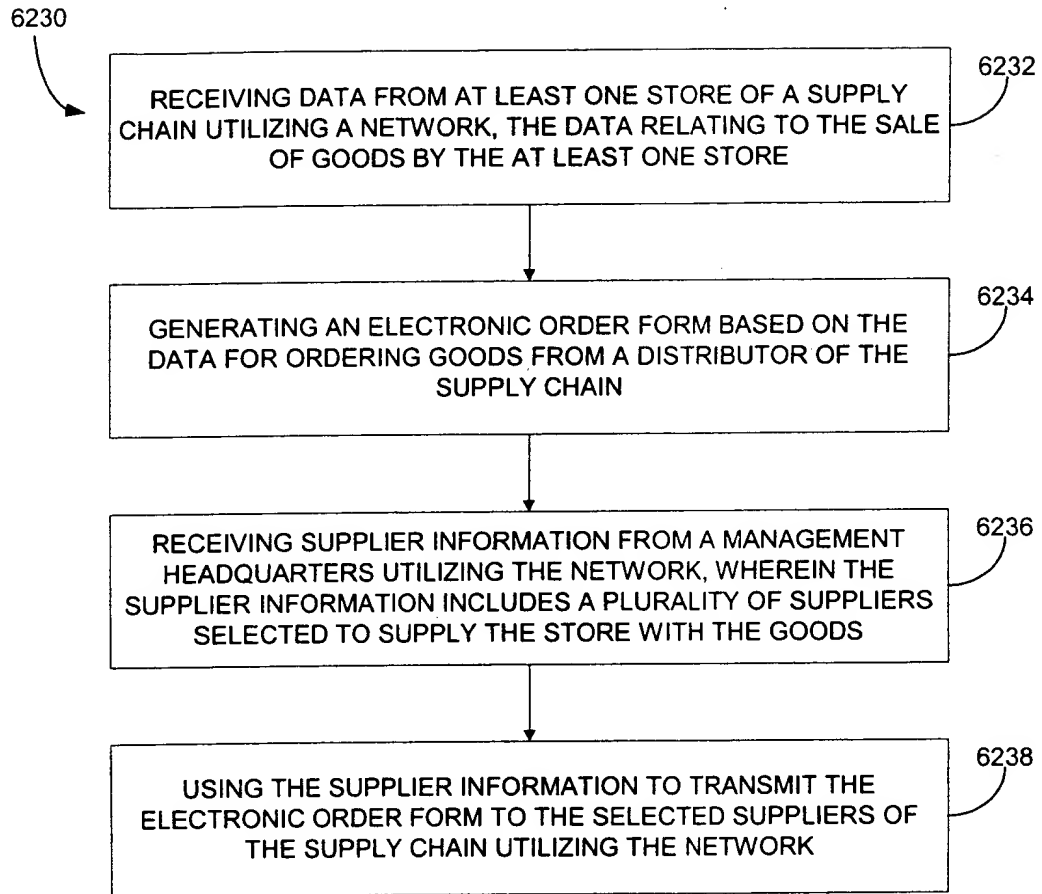 6230
6232
RECEIVING DATA FROM AT LEAST ONE STORE OF A SUPPLY
CHAIN UTILIZING A NETWORK, THE DATA RELATING TO THE SALE
OF GOODS BY THE AT LEAST ONE STORE
6234
GENERATING AN ELECTRONIC ORDER FORM BASED ON THE
DATA FOR ORDERING GOODS FROM A DISTRIBUTOR OF THE
SUPPLY CHAIN
6236
RECEIVING SUPPLIER INFORMATION FROM A MANAGEMENT
HEADQUARTERS UTILIZING THE NETWORK, WHEREIN THE
SUPPLIER INFORMATION INCLUDES A PLURALITY OF SUPPLIERS
SELECTED TO SUPPLY THE STORE WITH THE GOODS
6238
USING THE SUPPLIER INFORMATION TO TRANSMIT THE
ELECTRONIC ORDER FORM TO THE SELECTED SUPPLIERS OF
THE SUPPLY CHAIN UTILIZING THE NETWORK